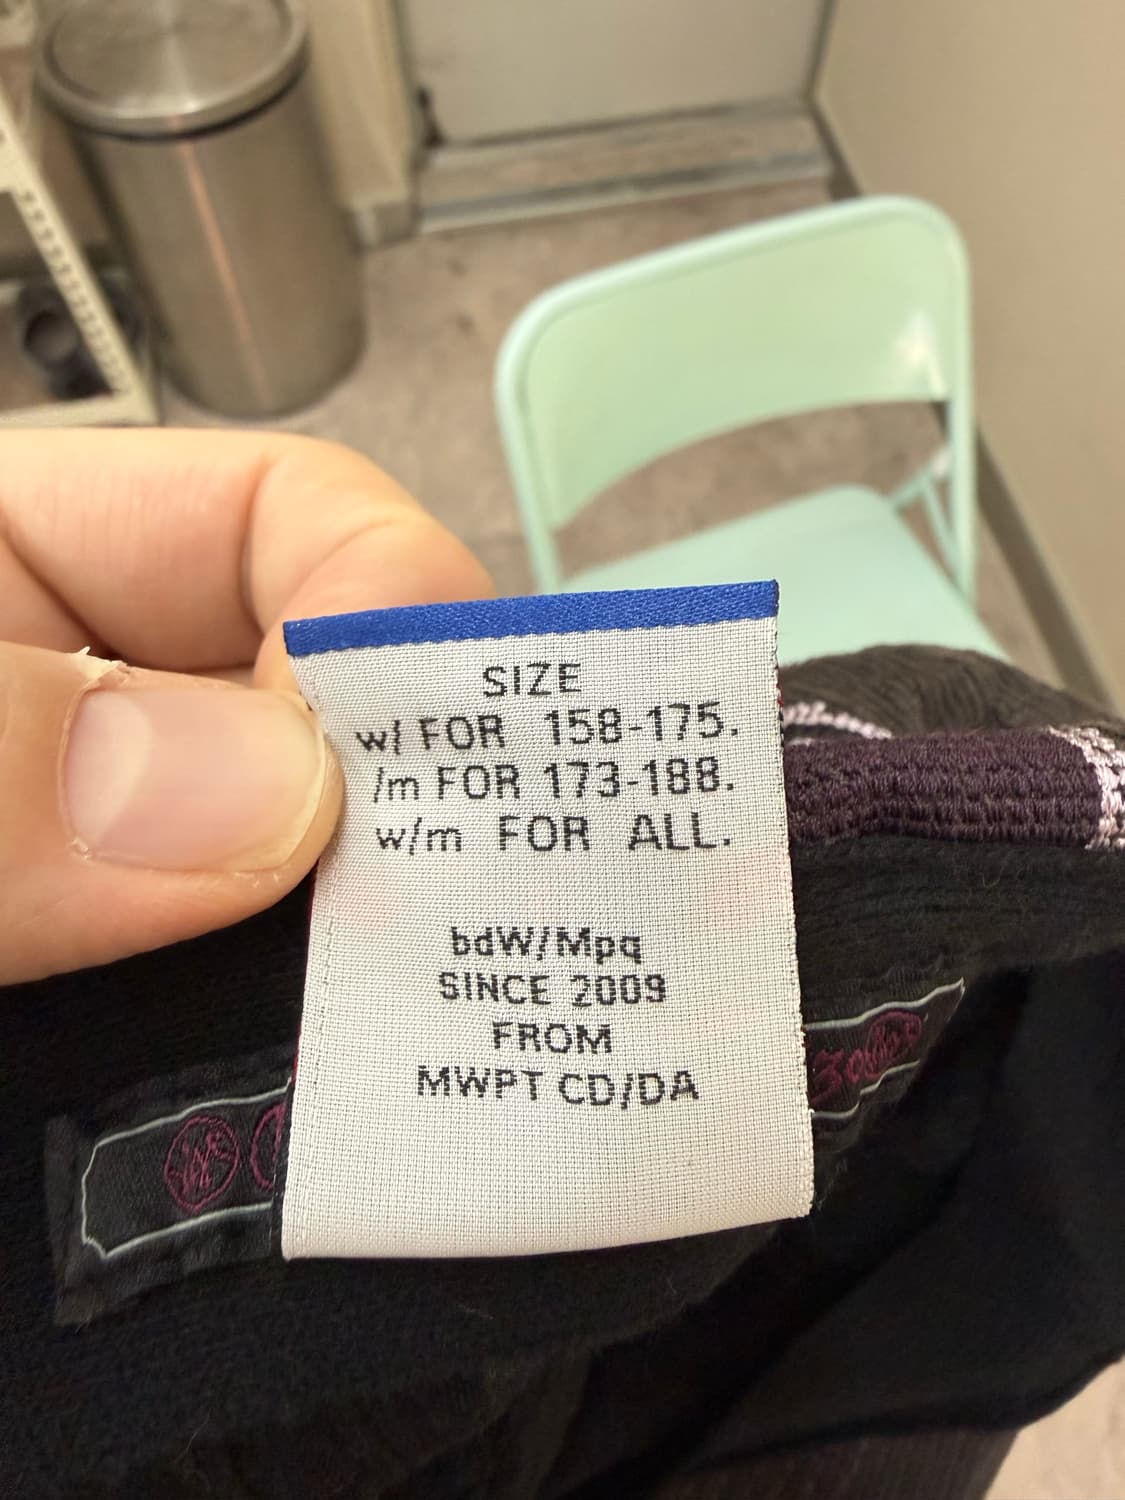 SIZE
w/ FOR 158-175.
/m FOR 173-188.
w/m FOR ALL.
bdW/Mpq
SINCE 2009
FROM
MWPT CD/DA